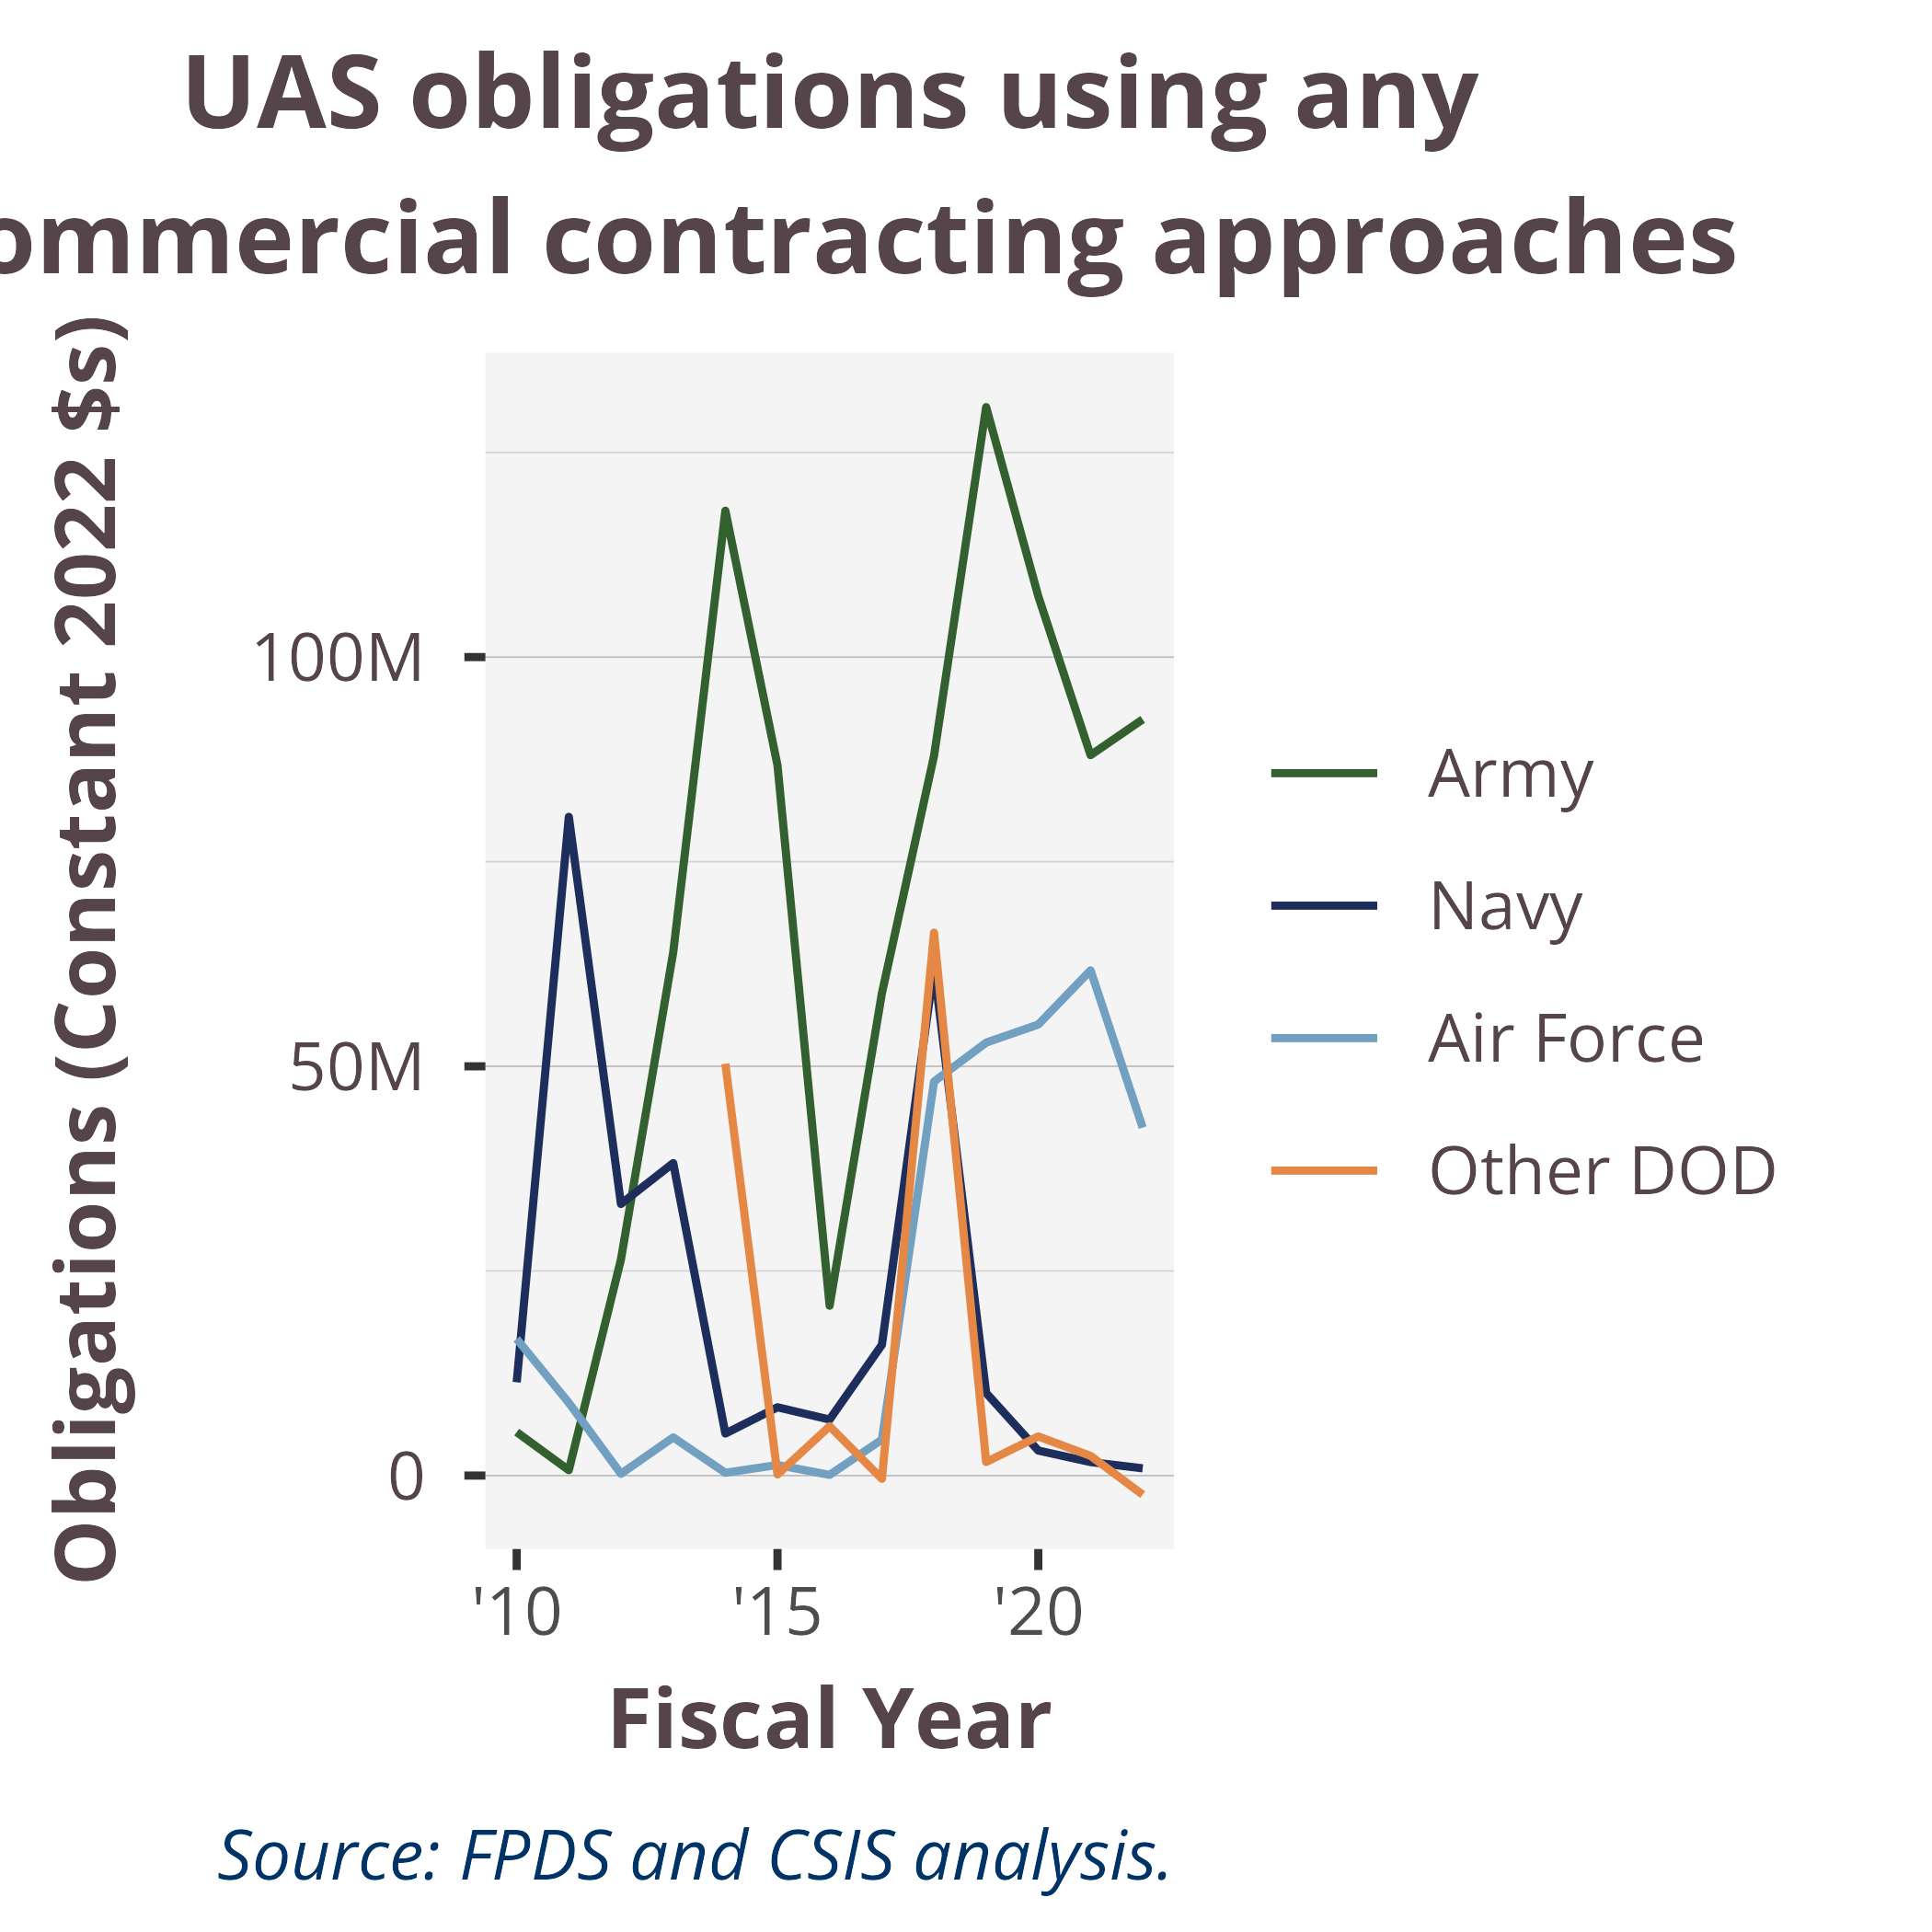 UAS obligations using any
ommercial contracting approaches
Obligations (Constant 2022 $s)
100M
50M
0
'10 '15 '20
Fiscal Year
Army
Navy
Air Force
Other DOD
Source: FPDS and CSIS analysis.